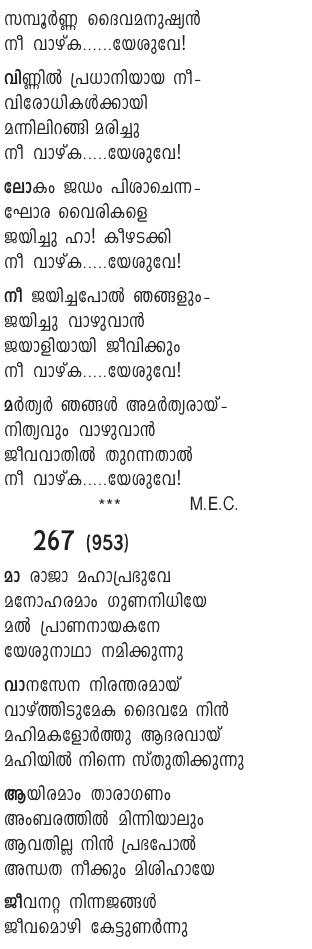 സമ്പൂർണ്ണ ദൈവമനുഷ്യൻ
നീ വാഴ്ക......യേശുവേ!
വിണ്ണിൽ പ്രധാനിയായ നീ-
വിരോധികൾക്കായി
മന്നിലിറങ്ങി മരിച്ചു
നീ വാഴ്ക.....യേശുവേ!
ലോകം ജഡം പിശാചെന്ന-
ഘോര വൈരികളെ
ജയിച്ചു ഹാ! കീഴടക്കി
നീ വാഴ്ക.....യേശുവേ!
നീ ജയിച്ചപോൽ ഞങ്ങളും-
ജയിച്ചു വാഴുവാൻ
ജയാളിയായി ജീവിക്കും
നീ വാഴ്ക.....യേശുവേ!
മർത്യർ ഞങ്ങൾ അമർത്യരായ്-
നിത്യവും വാഴുവാൻ
ജീവവാതിൽ തുറന്നതാൽ
നീ വാഴ്ക.....യേശുവേ!
*** M.E.C.
267 (953)
മാ രാജാ മഹാപ്രഭുവേ
മനോഹരമാം ഗുണനിധിയേ
മൽ പ്രാണനായകനേ
യേശുനാഥാ നമിക്കുന്നു
വാനസേന നിരന്തരമായ്
വാഴ്ത്തിടുമേക ദൈവമേ നിൻ
മഹിമകളോർത്തു ആദരവായ്
മഹിയിൽ നിന്നെ സ്തുതിക്കുന്നു
ആയിരമാം താരാഗണം
അംബരത്തിൽ മിന്നിയാലും
ആവതില്ല നിൻ പ്രഭപോൽ
അന്ധത നീക്കും മിശിഹായേ
ജീവനറ്റ നിന്നജങ്ങൾ
ജീവമൊഴി കേട്ടുണർന്നു